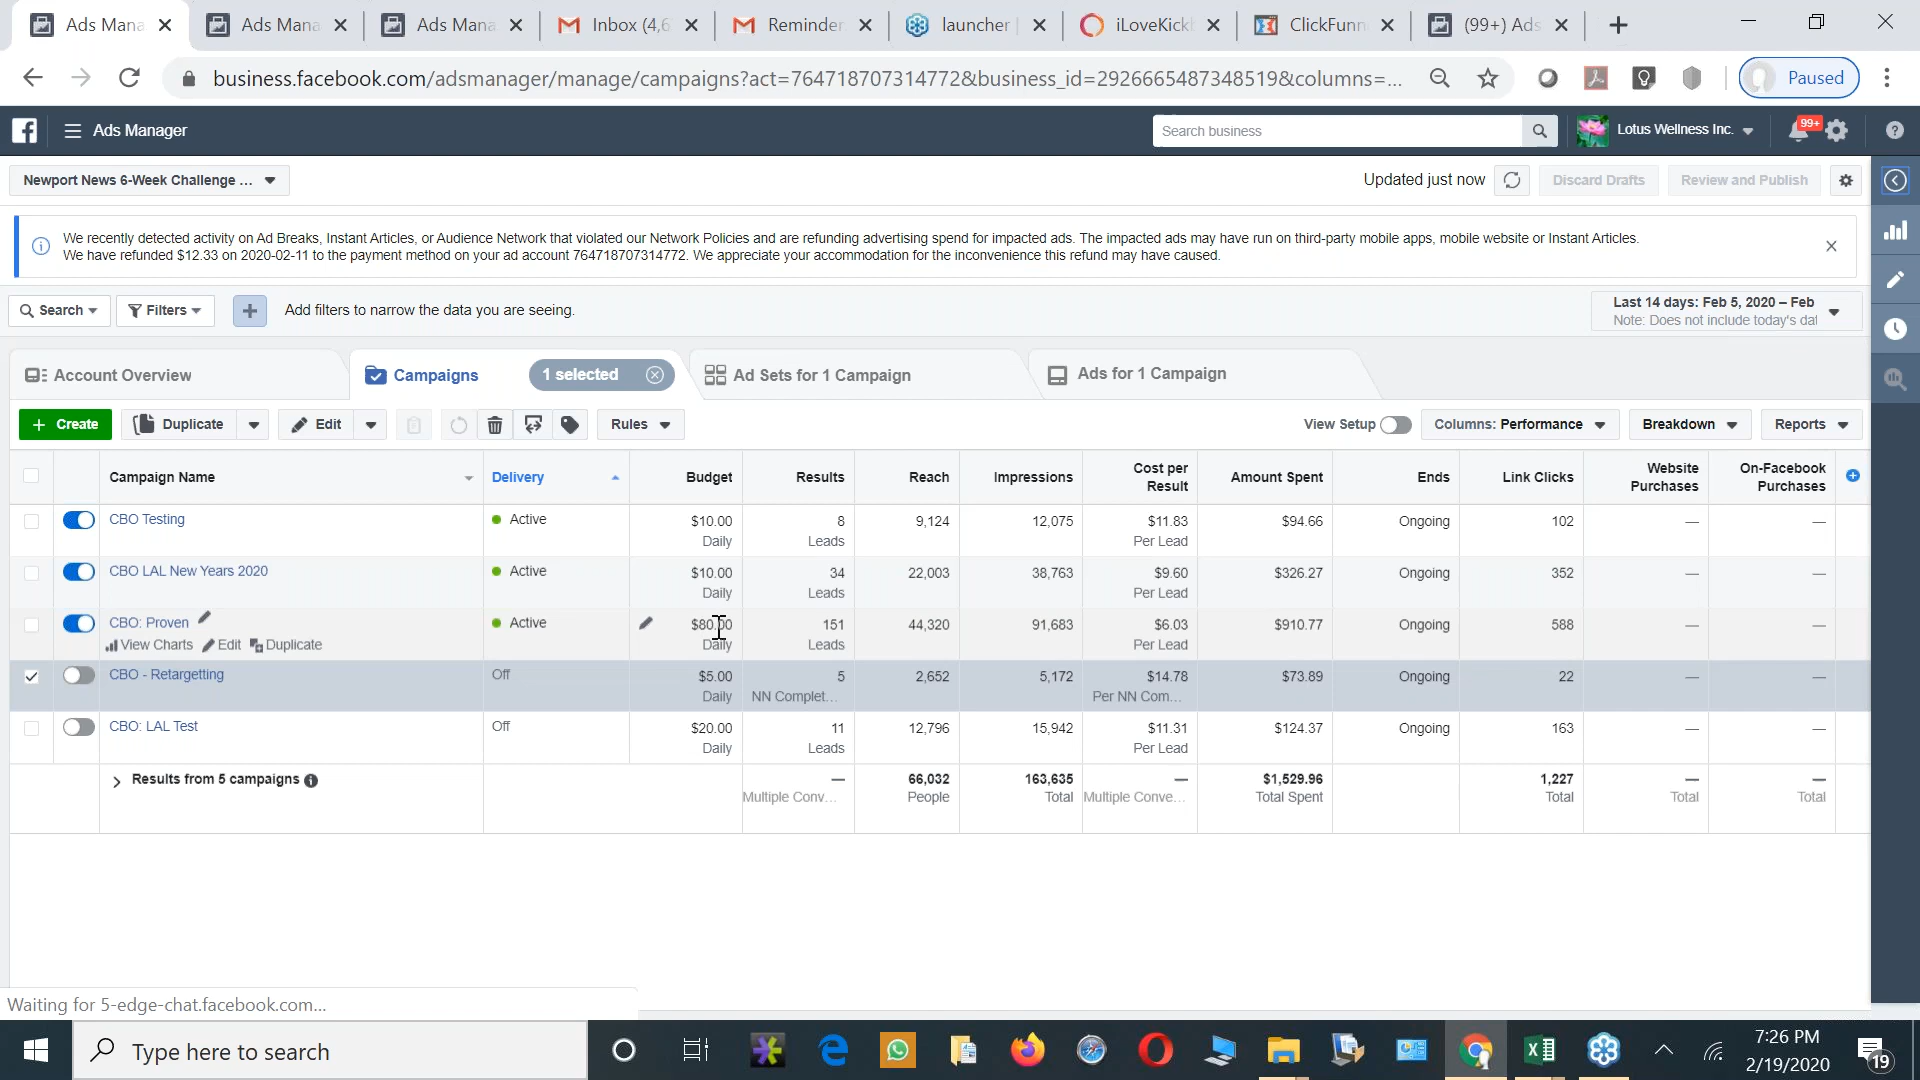 Ads Mana
Ads Mana
Ads Mana
Inbox (4,6
Reminder
launcher |
iLoveKickb
ClickFunn
(99+) Ads
business.facebook.com/adsmanager/manage/campaigns?act=764718707314772&business_id=2926665487348519&columns=...
Paused
Ads Manager
Search business
Lotus Wellness Inc.
99+
Newport News 6-Week Challenge ...
Updated just now
Discard Drafts
Review and Publish
We recently detected activity on Ad Breaks, Instant Articles, or Audience Network that violated our Network Policies and are refunding advertising spend for impacted ads. The impacted ads may have run on third-party mobile apps, mobile website or Instant Articles.
We have refunded $12.33 on 2020-02-11 to the payment method on your ad account 764718707314772. We appreciate your accommodation for the inconvenience this refund may have caused.
Search
Filters
Add filters to narrow the data you are seeing.
Last 14 days: Feb 5, 2020 – Feb
Note: Does not include today's dat
Account Overview
Campaigns
1 selected
Ad Sets for 1 Campaign
Ads for 1 Campaign
+ Create
Duplicate
Edit
Rules
View Setup
Columns: Performance
Breakdown
Reports
Campaign Name
Delivery
Budget
Results
Reach
Impressions
Cost per
Result
Amount Spent
Ends
Link Clicks
Website
Purchases
On-Facebook
Purchases
CBO Testing
Active
$10.00
Daily
8
Leads
9,124
12,075
$11.83
Per Lead
$94.66
Ongoing
102
—
—
CBO LAL New Years 2020
Active
$10.00
Daily
34
Leads
22,003
38,763
$9.60
Per Lead
$326.27
Ongoing
352
—
—
CBO: Proven
View Charts
Edit
Duplicate
Active
$80.00
Daily
151
Leads
44,320
91,683
$6.03
Per Lead
$910.77
Ongoing
588
—
—
CBO - Retargetting
Off
$5.00
Daily
5
NN Complet...
2,652
5,172
$14.78
Per NN Com...
$73.89
Ongoing
22
—
—
CBO: LAL Test
Off
$20.00
Daily
11
Leads
12,796
15,942
$11.31
Per Lead
$124.37
Ongoing
163
—
—
Results from 5 campaigns
—
Multiple Conv...
66,032
People
163,635
Total
—
Multiple Conve...
$1,529.96
Total Spent
1,227
Total
—
Total
—
Total
Waiting for 5-edge-chat.facebook.com...
Type here to search
7:26 PM
2/19/2020
19